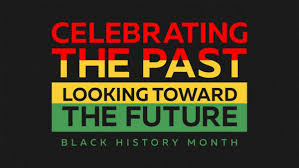 CELEBRATING
THE PAST
LOOKING TOWARD
THE FUTURE
BLACK HISTORY MONTH